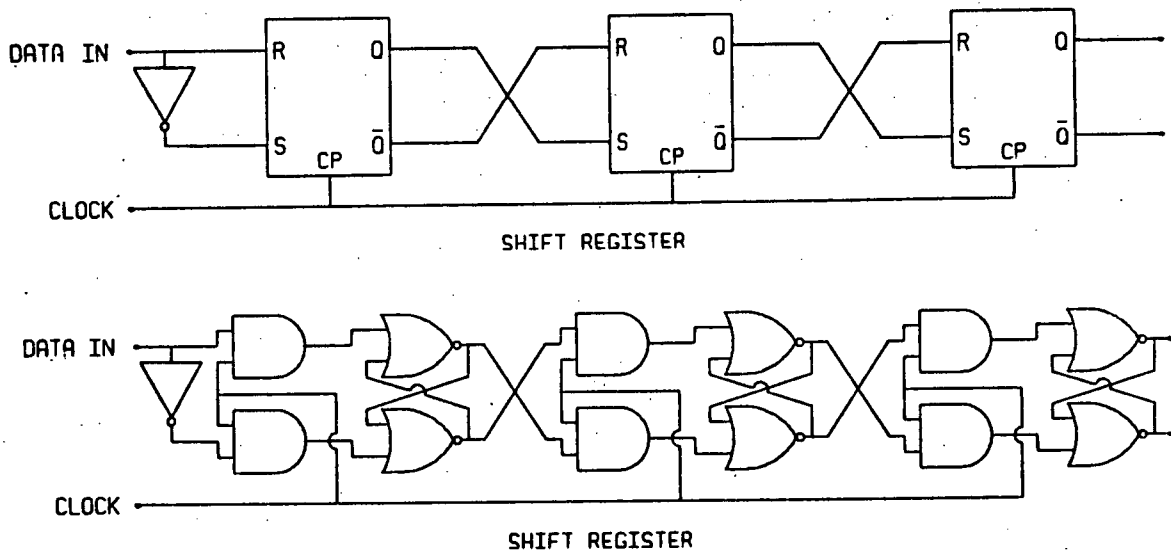 DATA IN
R
Q
S
Q̅
CP
R
Q
S
Q̅
CP
R
Q
S
Q̅
CP
CLOCK
SHIFT REGISTER
DATA IN
CLOCK
SHIFT REGISTER